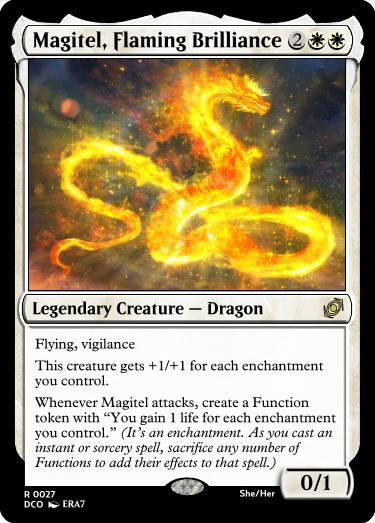 Magitel, Flaming Brilliance 2
Legendary Creature — Dragon
Flying, vigilance
This creature gets +1/+1 for each enchantment
you control.
Whenever Magitel attacks, create a Function
token with “You gain 1 life for each enchantment
you control.” (It's an enchantment. As you cast an
instant or sorcery spell, sacrifice any number of
Functions to add their effects to that spell.)
0/1
R 0027
She/Her
DCO ERA7